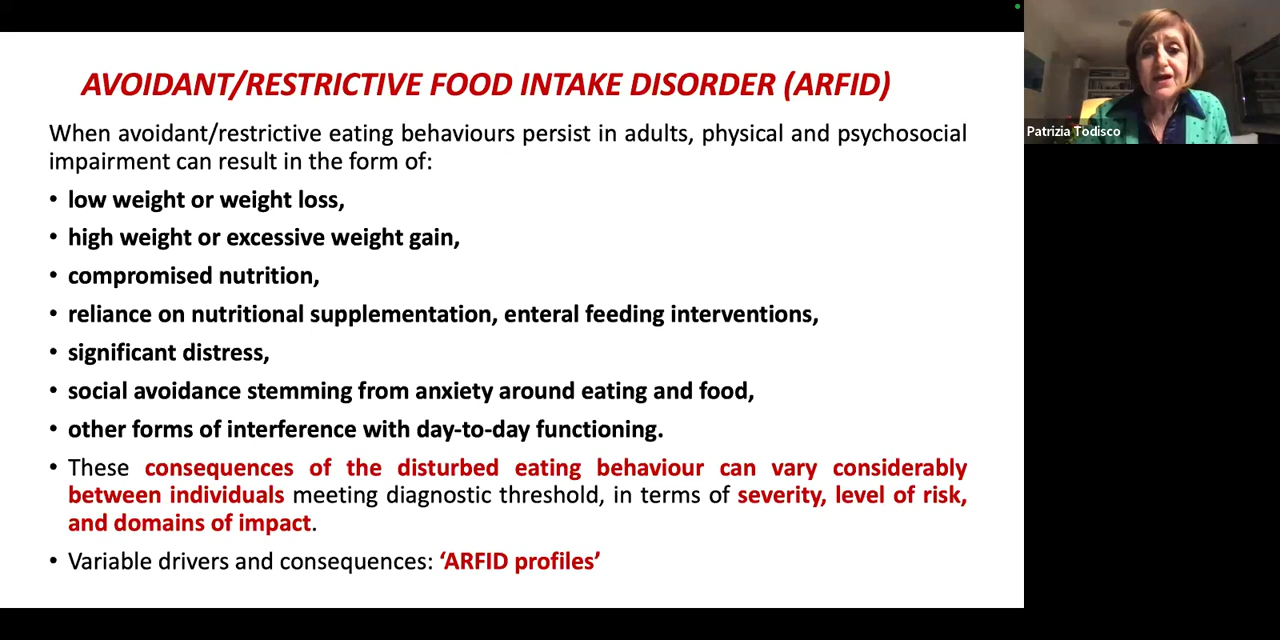 AVOIDANT/RESTRICTIVE FOOD INTAKE DISORDER (ARFID)
When avoidant/restrictive eating behaviours persist in adults, physical and psychosocial
impairment can result in the form of:
• low weight or weight loss,
• high weight or excessive weight gain,
• compromised nutrition,
• reliance on nutritional supplementation, enteral feeding interventions,
• significant distress,
• social avoidance stemming from anxiety around eating and food,
• other forms of interference with day-to-day functioning.
• These consequences of the disturbed eating behaviour can vary considerably
between individuals meeting diagnostic threshold, in terms of severity, level of risk,
and domains of impact.
• Variable drivers and consequences: ‘ARFID profiles’
Patrizia Todisco